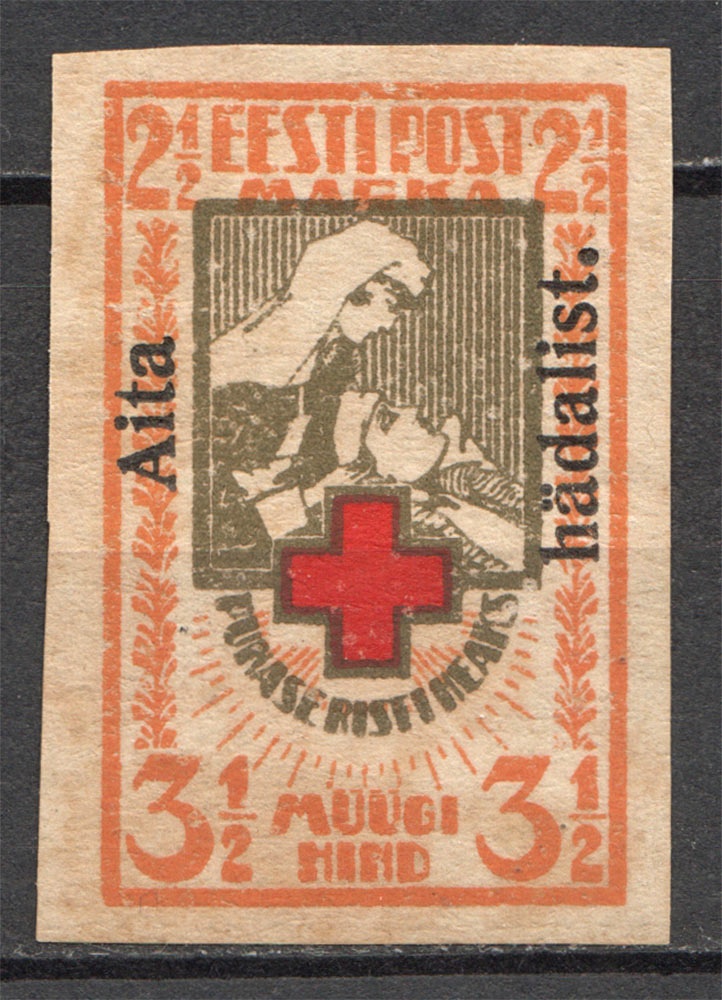 2½ EESTI POST 2½
MARKA
Aita
hädalist.
PUNASE RISTI HEAKS
3½ MÜÜGI 3½
HIND